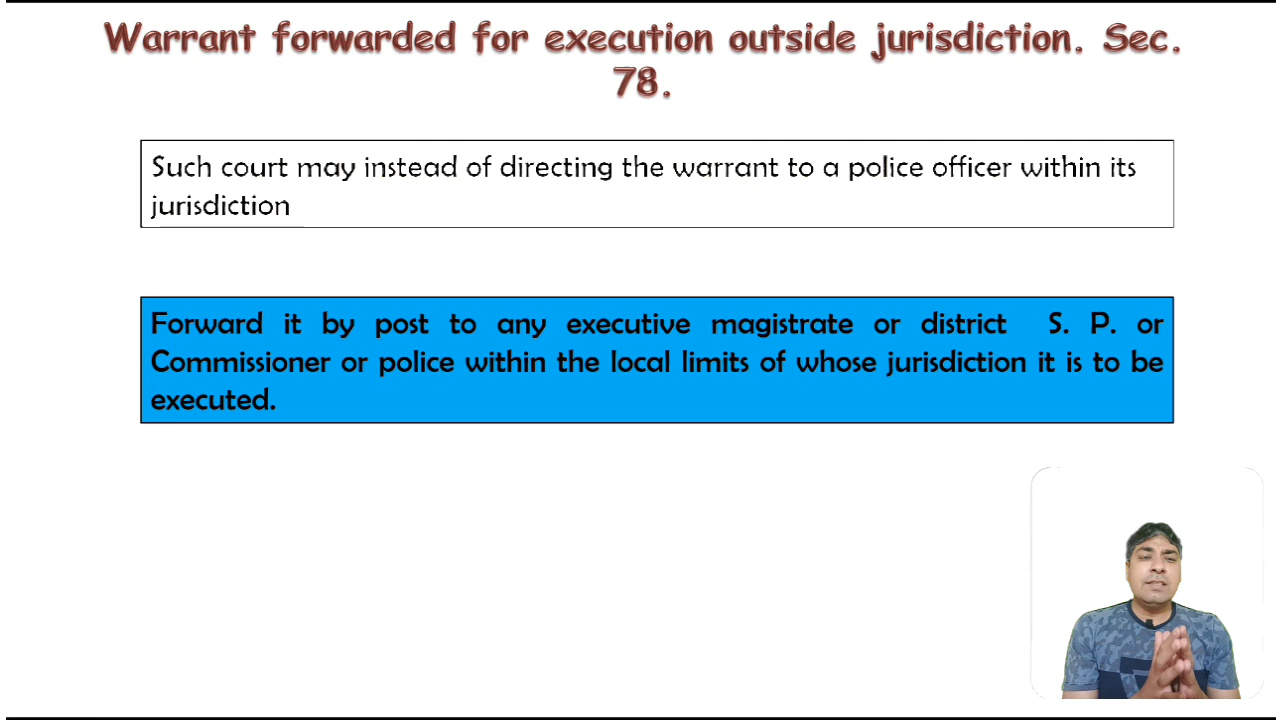 Warrant forwarded for execution outside jurisdiction. Sec.
78.
Such court may instead of directing the warrant to a police officer within its
jurisdiction
Forward it by post to any executive magistrate or district S. P. or
Commissioner or police within the local limits of whose jurisdiction it is to be
executed.